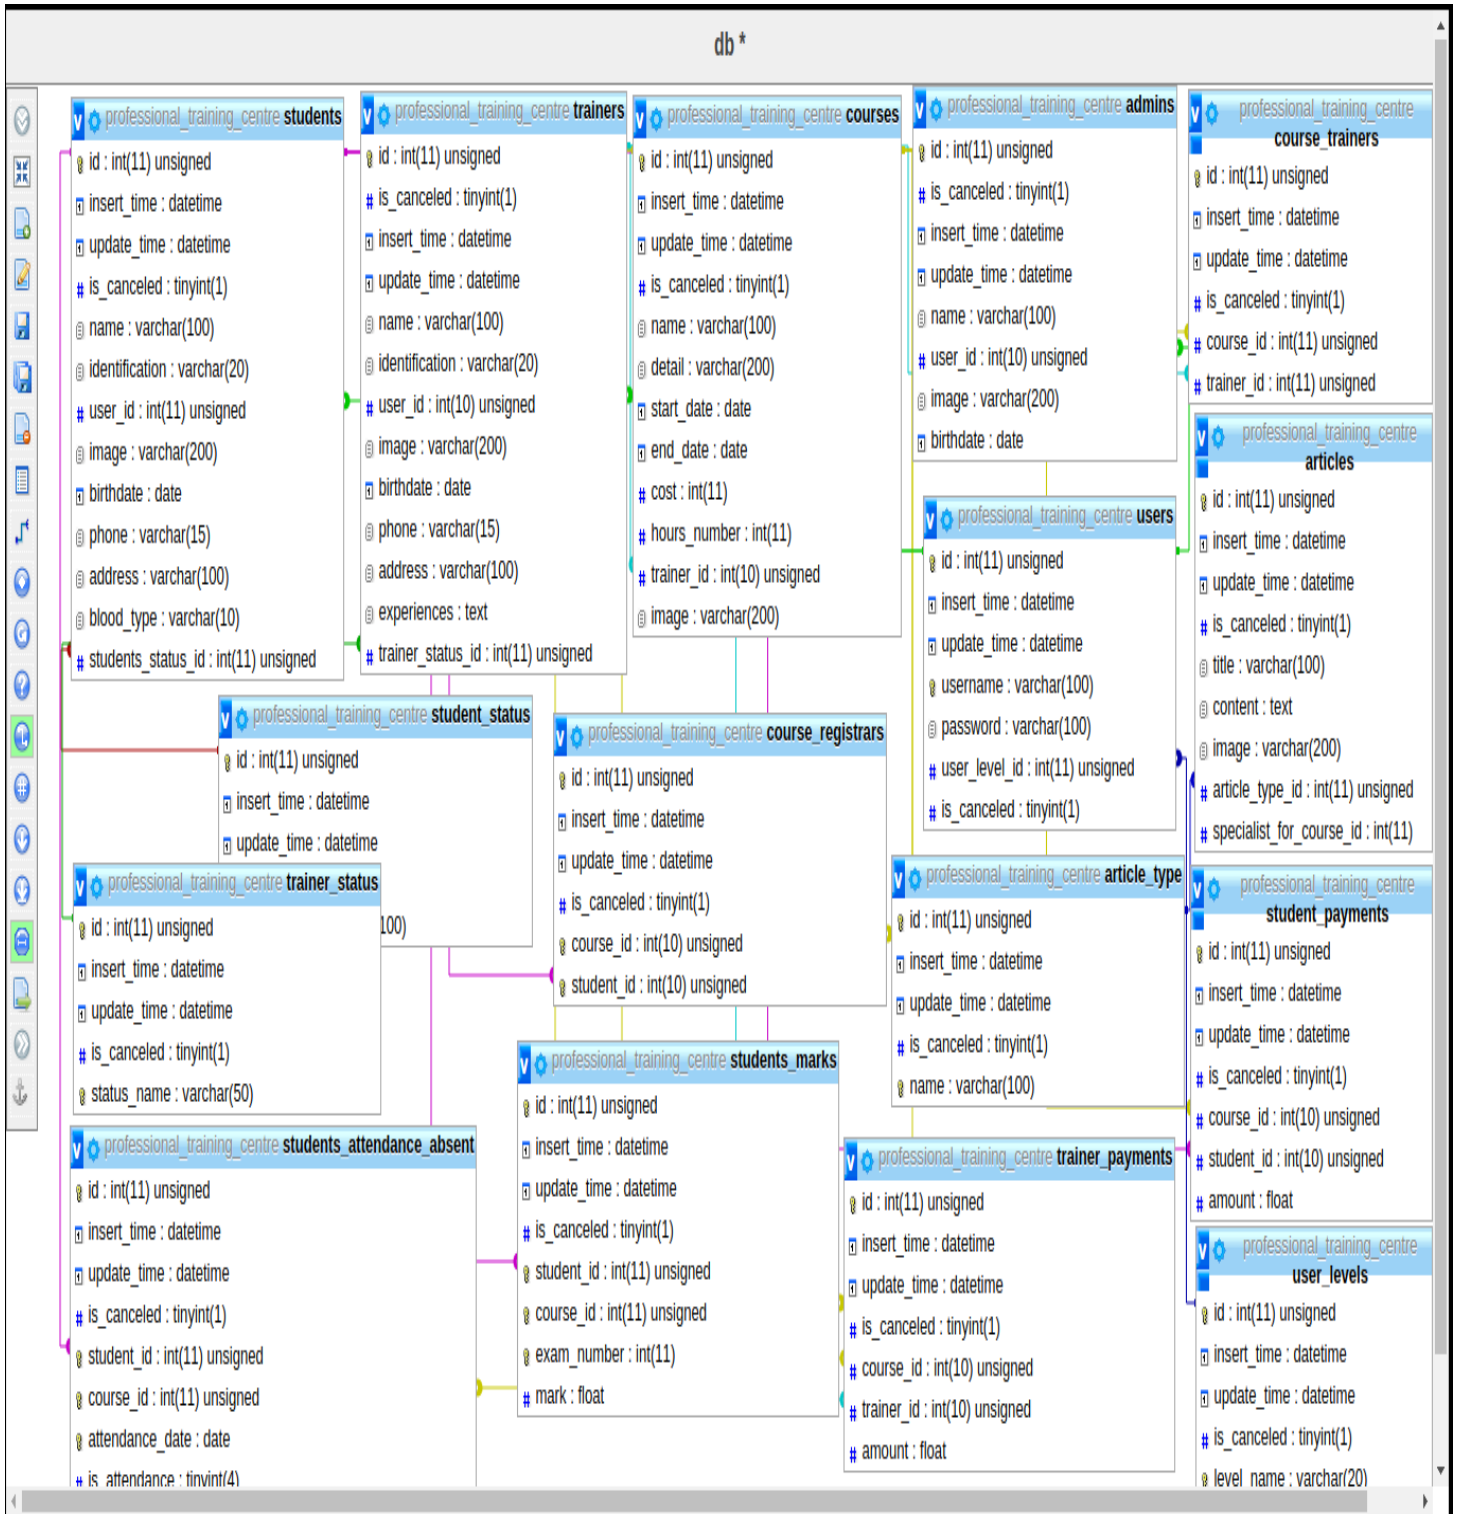 db *
professional_training_centre students
id : int(11) unsigned
insert_time : datetime
update_time : datetime
is_canceled : tinyint(1)
name : varchar(100)
identification : varchar(20)
user_id : int(11) unsigned
image : varchar(200)
birthdate : date
phone : varchar(15)
address : varchar(100)
blood_type : varchar(10)
students_status_id : int(11) unsigned
professional_training_centre trainers
id : int(11) unsigned
is_canceled : tinyint(1)
insert_time : datetime
update_time : datetime
name : varchar(100)
identification : varchar(20)
user_id : int(10) unsigned
image : varchar(200)
birthdate : date
phone : varchar(15)
address : varchar(100)
experiences : text
trainer_status_id : int(11) unsigned
professional_training_centre courses
id : int(11) unsigned
insert_time : datetime
update_time : datetime
is_canceled : tinyint(1)
name : varchar(100)
detail : varchar(200)
start_date : date
end_date : date
cost : int(11)
hours_number : int(11)
trainer_id : int(10) unsigned
image : varchar(200)
professional_training_centre admins
id : int(11) unsigned
is_canceled : tinyint(1)
insert_time : datetime
update_time : datetime
name : varchar(100)
user_id : int(10) unsigned
image : varchar(200)
birthdate : date
professional_training_centre
course_trainers
id : int(11) unsigned
insert_time : datetime
update_time : datetime
is_canceled : tinyint(1)
course_id : int(11) unsigned
trainer_id : int(11) unsigned
professional_training_centre
articles
id : int(11) unsigned
insert_time : datetime
update_time : datetime
is_canceled : tinyint(1)
title : varchar(100)
content : text
image : varchar(200)
article_type_id : int(11) unsigned
specialist_for_course_id : int(11)
professional_training_centre users
id : int(11) unsigned
insert_time : datetime
update_time : datetime
username : varchar(100)
password : varchar(100)
user_level_id : int(11) unsigned
is_canceled : tinyint(1)
professional_training_centre student_status
id : int(11) unsigned
insert_time : datetime
update_time : datetime
100)
professional_training_centre course_registrars
id : int(11) unsigned
insert_time : datetime
update_time : datetime
is_canceled : tinyint(1)
course_id : int(10) unsigned
student_id : int(10) unsigned
professional_training_centre trainer_status
id : int(11) unsigned
insert_time : datetime
update_time : datetime
is_canceled : tinyint(1)
status_name : varchar(50)
professional_training_centre article_type
id : int(11) unsigned
insert_time : datetime
update_time : datetime
is_canceled : tinyint(1)
name : varchar(100)
professional_training_centre
student_payments
id : int(11) unsigned
insert_time : datetime
update_time : datetime
is_canceled : tinyint(1)
course_id : int(10) unsigned
student_id : int(10) unsigned
amount : float
professional_training_centre students_marks
id : int(11) unsigned
insert_time : datetime
update_time : datetime
is_canceled : tinyint(1)
student_id : int(11) unsigned
course_id : int(11) unsigned
exam_number : int(11)
mark : float
professional_training_centre students_attendance_absent
id : int(11) unsigned
insert_time : datetime
update_time : datetime
is_canceled : tinyint(1)
student_id : int(11) unsigned
course_id : int(11) unsigned
attendance_date : date
is_attendance : tinyint(4)
professional_training_centre trainer_payments
id : int(11) unsigned
insert_time : datetime
update_time : datetime
is_canceled : tinyint(1)
course_id : int(10) unsigned
trainer_id : int(10) unsigned
amount : float
professional_training_centre
user_levels
id : int(11) unsigned
insert_time : datetime
update_time : datetime
is_canceled : tinyint(1)
level_name : varchar(20)